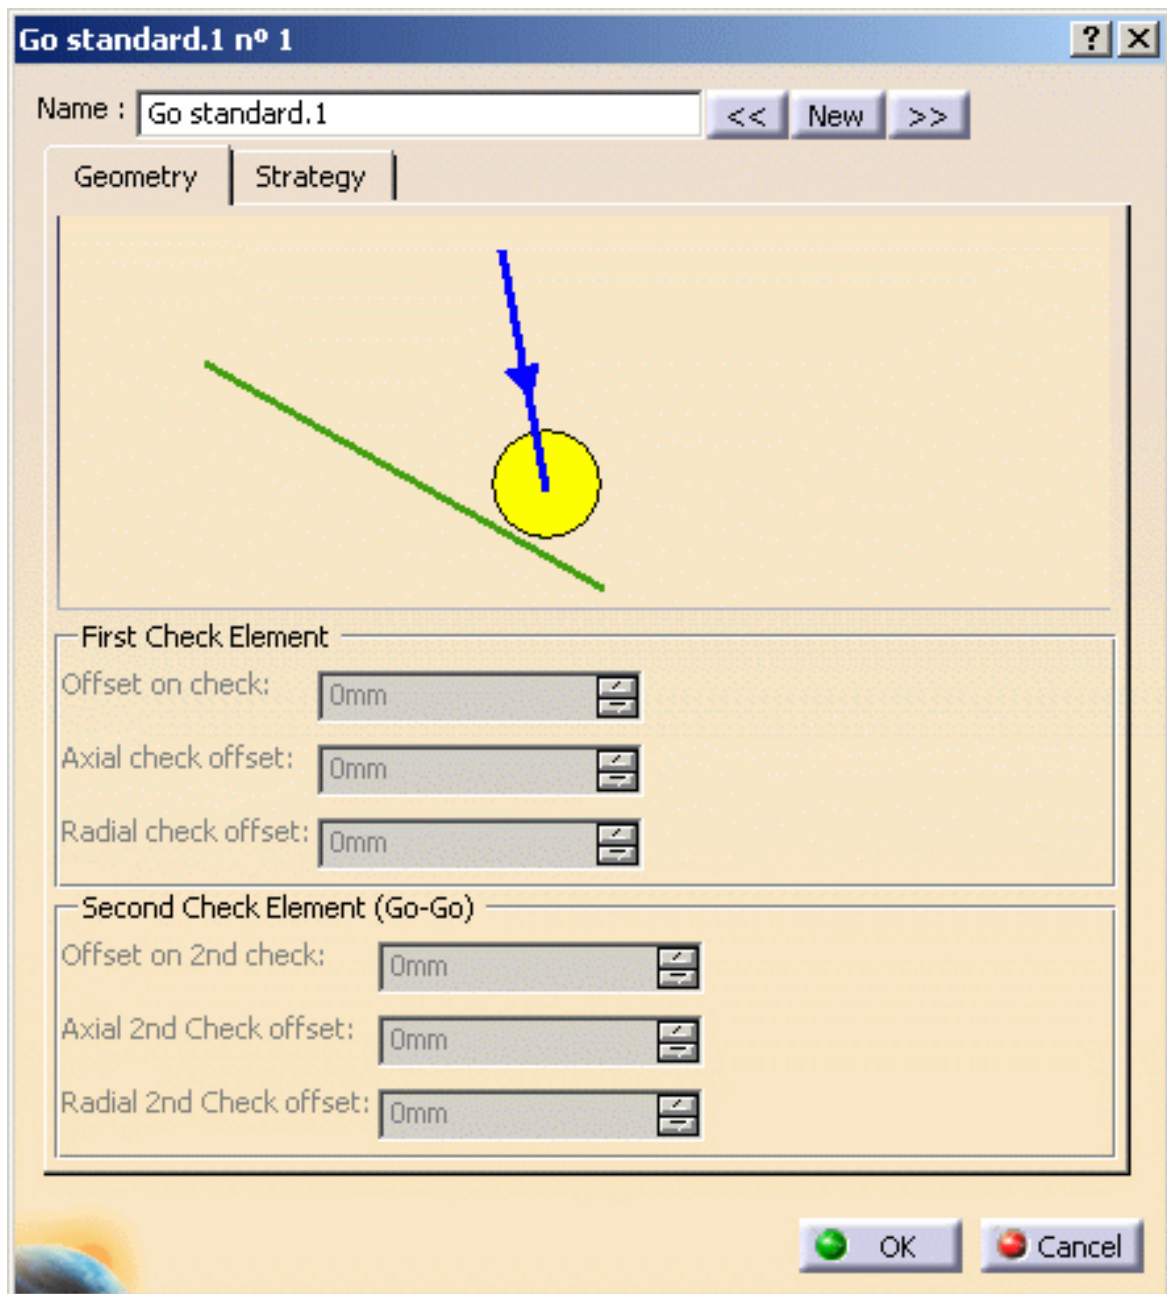 Go standard.1 nº 1
Name : Go standard.1 << New >>
Geometry Strategy
First Check Element
Offset on check: 0mm
Axial check offset: 0mm
Radial check offset: 0mm
Second Check Element (Go-Go)
Offset on 2nd check: 0mm
Axial 2nd Check offset: 0mm
Radial 2nd Check offset: 0mm
OK Cancel